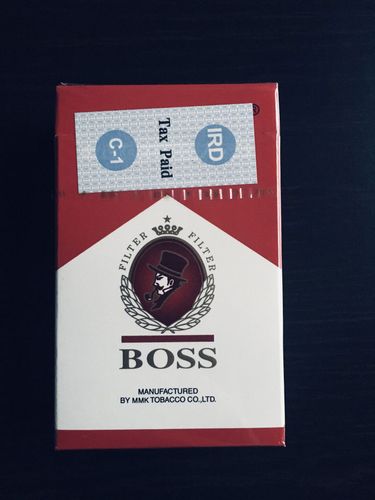 IRD
Tax Paid
C-1
®
FILTER FILTER
BOSS
MANUFACTURED
BY MMK TOBACCO CO.,LTD.